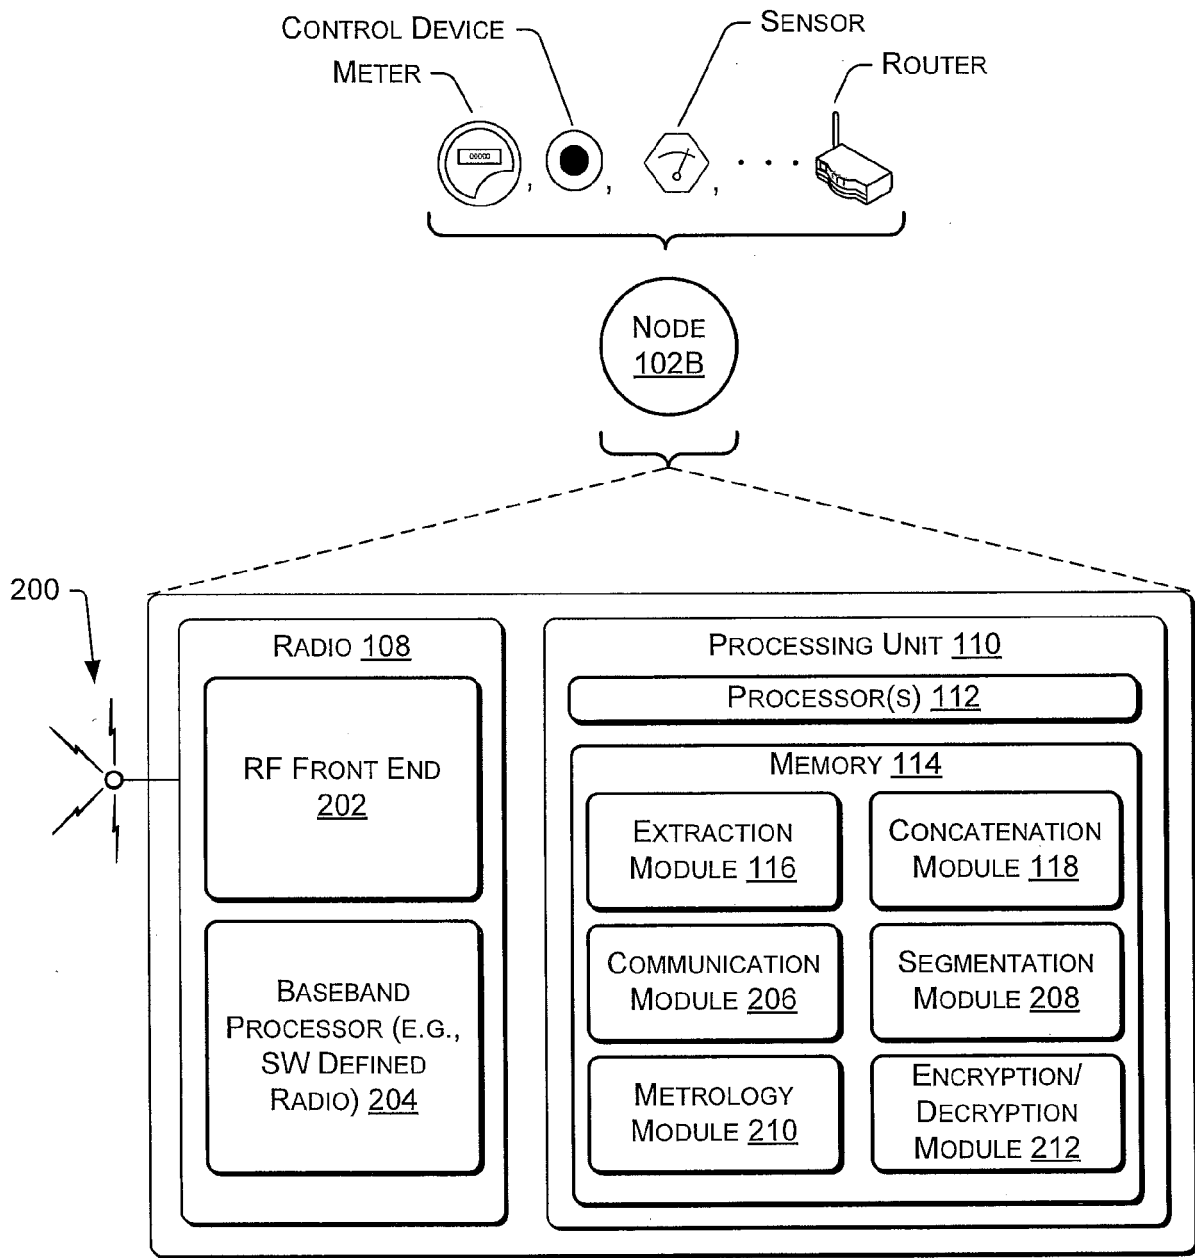 CONTROL DEVICE
SENSOR
METER
ROUTER
00000
, , , . . .
NODE
102B
200
RADIO 108
PROCESSING UNIT 110
PROCESSOR(S) 112
RF FRONT END
202
MEMORY 114
EXTRACTION
MODULE 116
CONCATENATION
MODULE 118
COMMUNICATION
MODULE 206
SEGMENTATION
MODULE 208
BASEBAND
PROCESSOR (E.G.,
SW DEFINED
RADIO) 204
METROLOGY
MODULE 210
ENCRYPTION/
DECRYPTION
MODULE 212